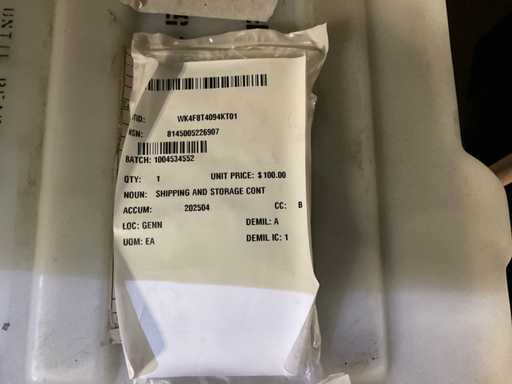 TID: WK4F8T4094KT01
NSN: 8145005226907
BATCH: 1004534552
QTY: 1 UNIT PRICE: $100.00
NOUN: SHIPPING AND STORAGE CONT
ACCUM: 202504 CC: B
LOC: GENN DEMIL: A
UOM: EA DEMIL IC: 1
UNTIL